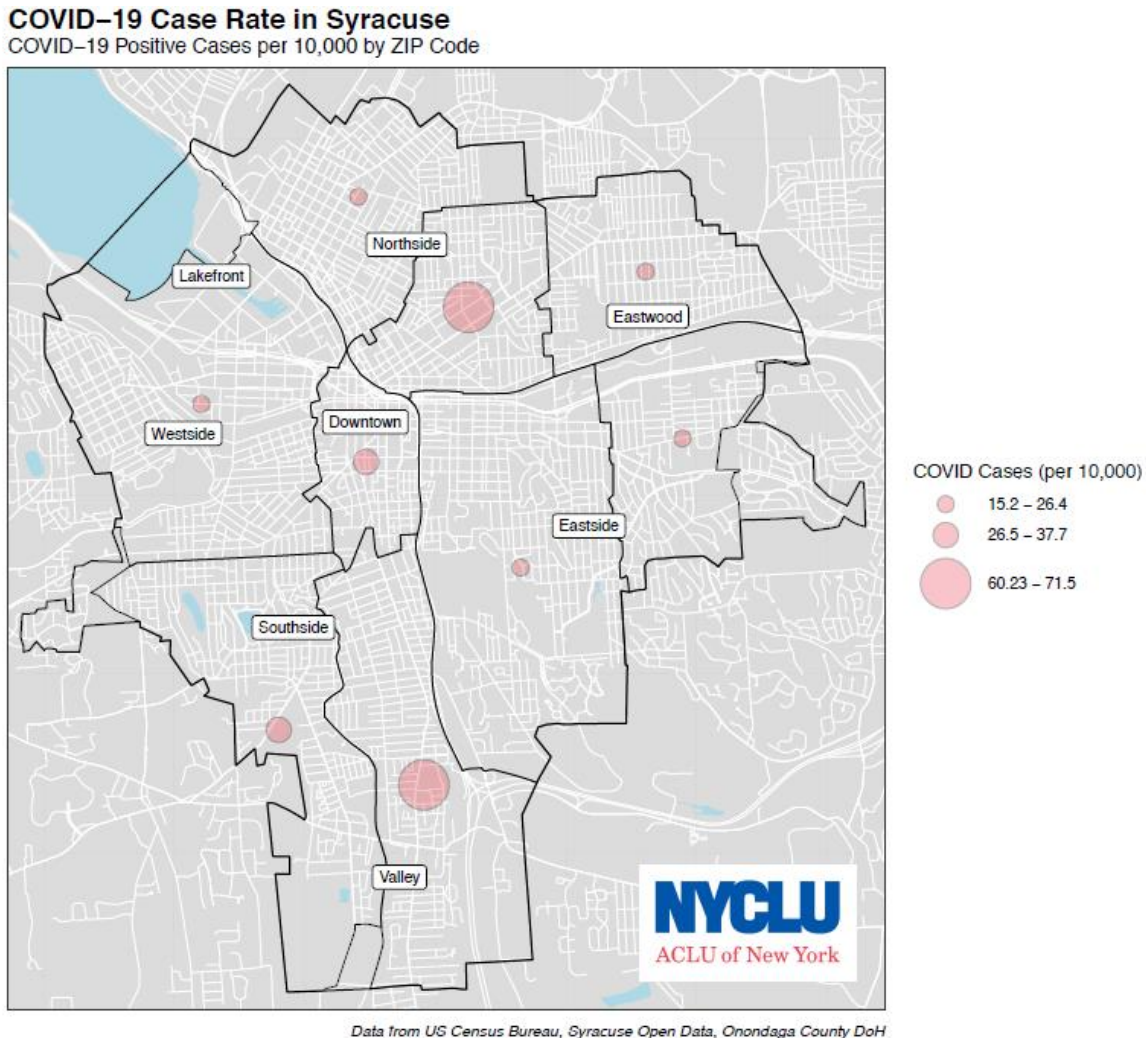 COVID–19 Case Rate in Syracuse
COVID–19 Positive Cases per 10,000 by ZIP Code
Northside
Lakefront
Eastwood
Downtown
Westside
Eastside
Southside
Valley
COVID Cases (per 10,000)
15.2 – 26.4
26.5 – 37.7
60.23 – 71.5
NYCLU
ACLU of New York
Data from US Census Bureau, Syracuse Open Data, Onondaga County DoH